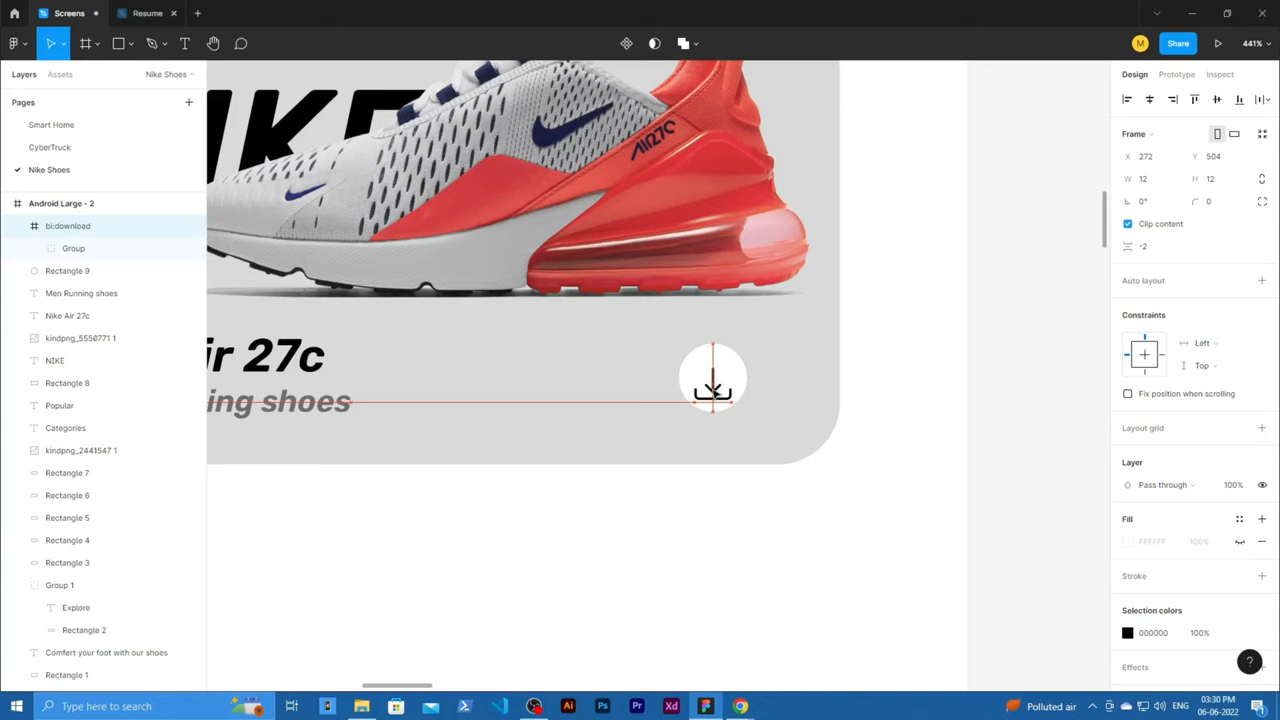 Screens
Resume
M
Share
441%
Layers
Assets
Nike Shoes
Pages
Smart Home
CyberTruck
Nike Shoes
Android Large - 2
bi:download
Group
Rectangle 9
Men Running shoes
Nike Air 27c
kindpng_5550771 1
NIKE
Rectangle 8
Popular
Categories
kindpng_2441547 1
Rectangle 7
Rectangle 6
Rectangle 5
Rectangle 4
Rectangle 3
Group 1
Explore
Rectangle 2
Comfert your foot with our shoes
Rectangle 1
IKE
AIR27C
ir 27c
ing shoes
Design
Prototype
Inspect
Frame
X 272
Y 504
W 12
H 12
0°
0
Clip content
-2
Auto layout
Constraints
Left
Top
Fix position when scrolling
Layout grid
Layer
Pass through
100%
Fill
FFFFFF
100%
Stroke
Selection colors
000000
100%
Effects
?
Type here to search
Ai
Ps
Pr
Xd
Polluted air
ENG
03:30 PM
06-06-2022
1